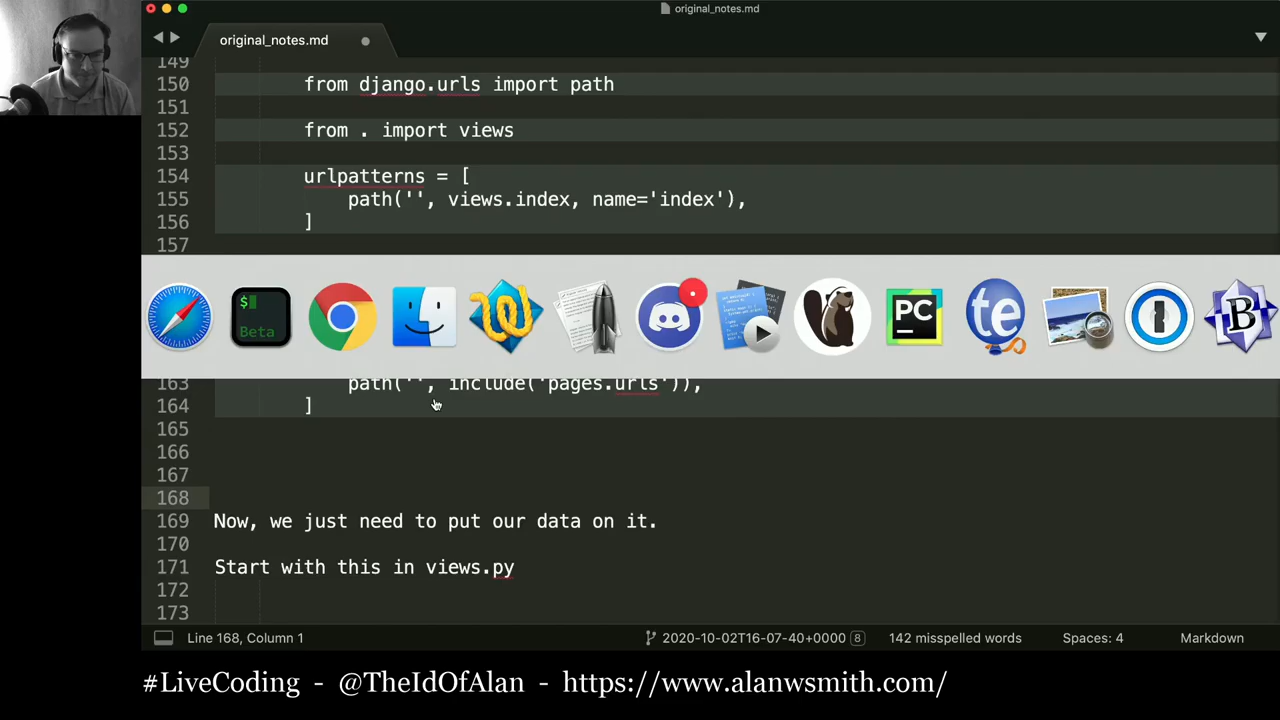 original_notes.md
original_notes.md
149
150 from django.urls import path
151
152 from . import views
153
154 urlpatterns = [
155 path('', views.index, name='index'),
156 ]
157
$
Beta
PC
te
B
163 path('', include('pages.urls')),
164 ]
165
166
167
168
169 Now, we just need to put our data on it.
170
171 Start with this in views.py
172
173
Line 168, Column 1
2020-10-02T16-07-40+0000 8
142 misspelled words
Spaces: 4
Markdown
#LiveCoding - @TheIdOfAlan - https://www.alanwsmith.com/